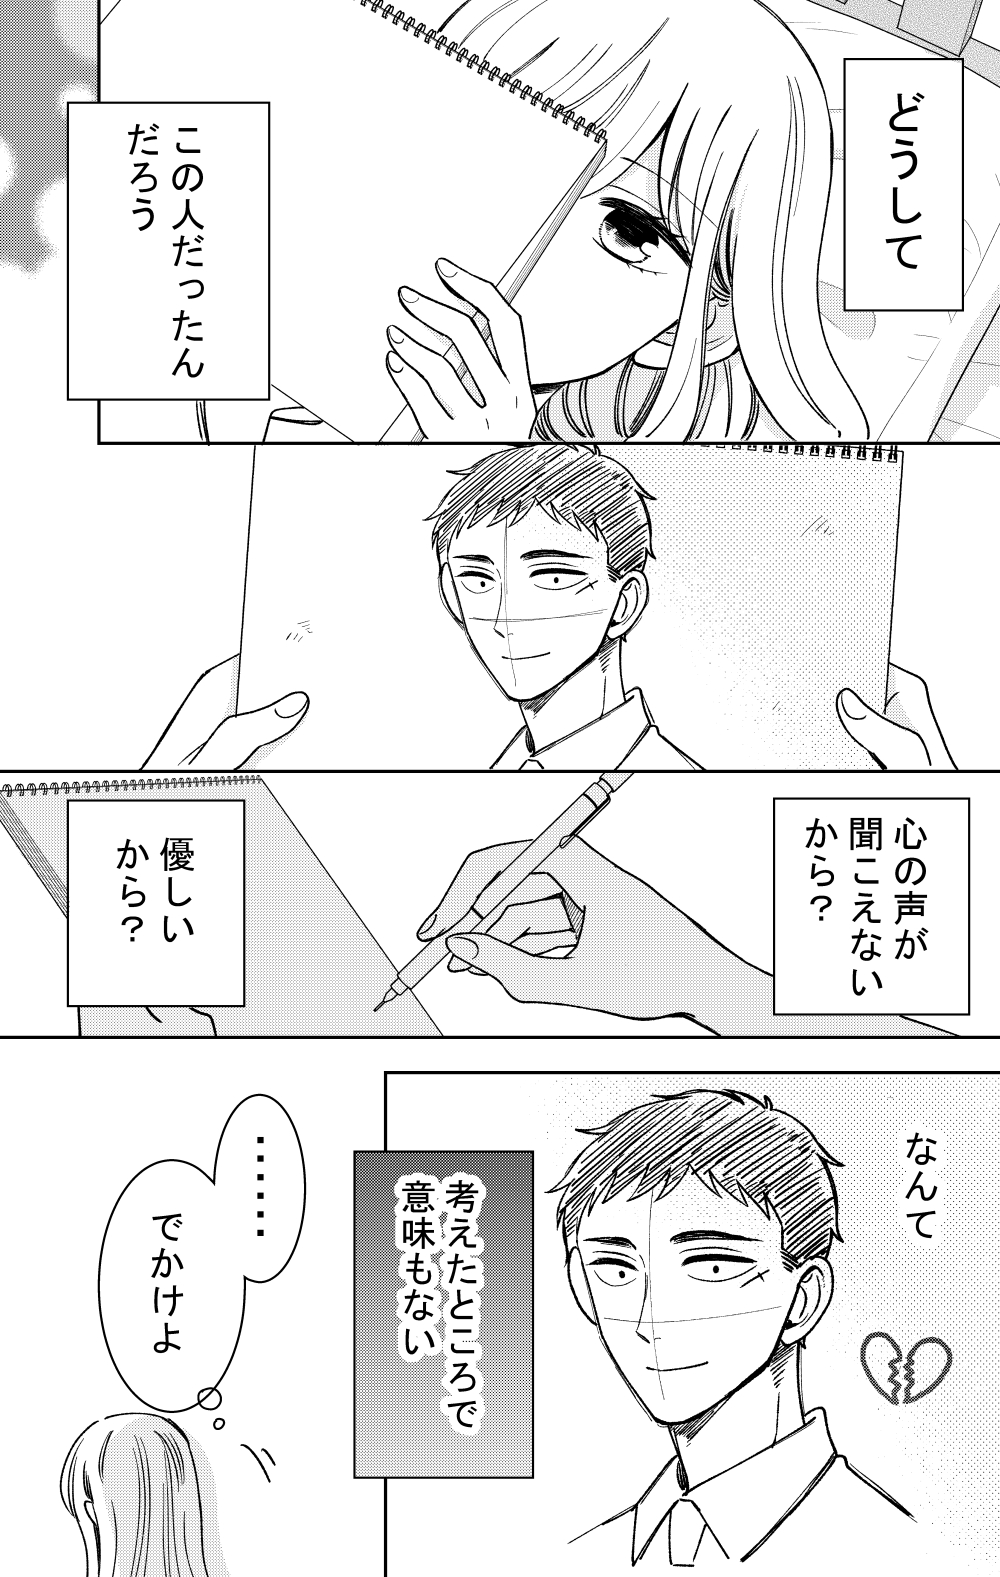 どうして
この人だったん
だろう
心の声が
聞こえない
から?
優しい
から?
なんて
考えたところで
意味もない
・・・・・・
でかけよ